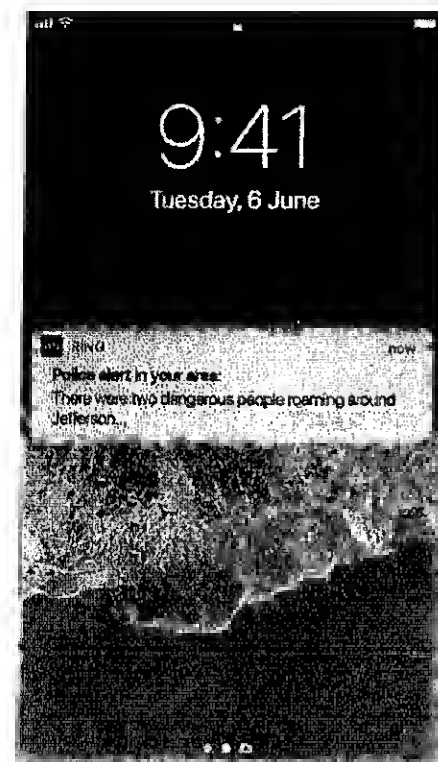 9:41
Tuesday, 6 June
RING now
Police alert in your area:
There were two dangerous people roaming around
Jefferson...